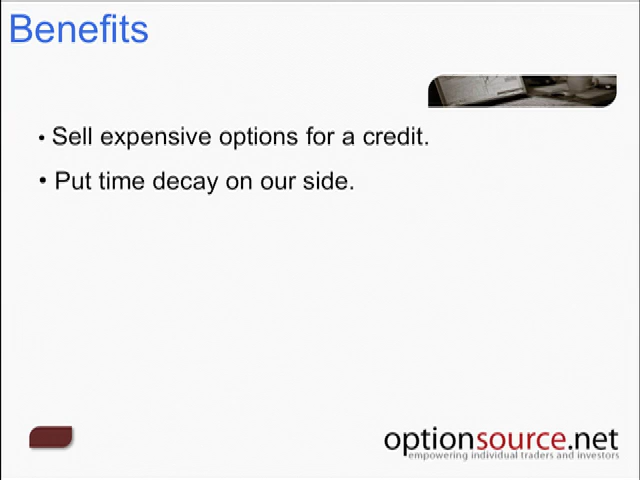 Benefits
• Sell expensive options for a credit.
• Put time decay on our side.
optionsource.net
empowering individual traders and investors